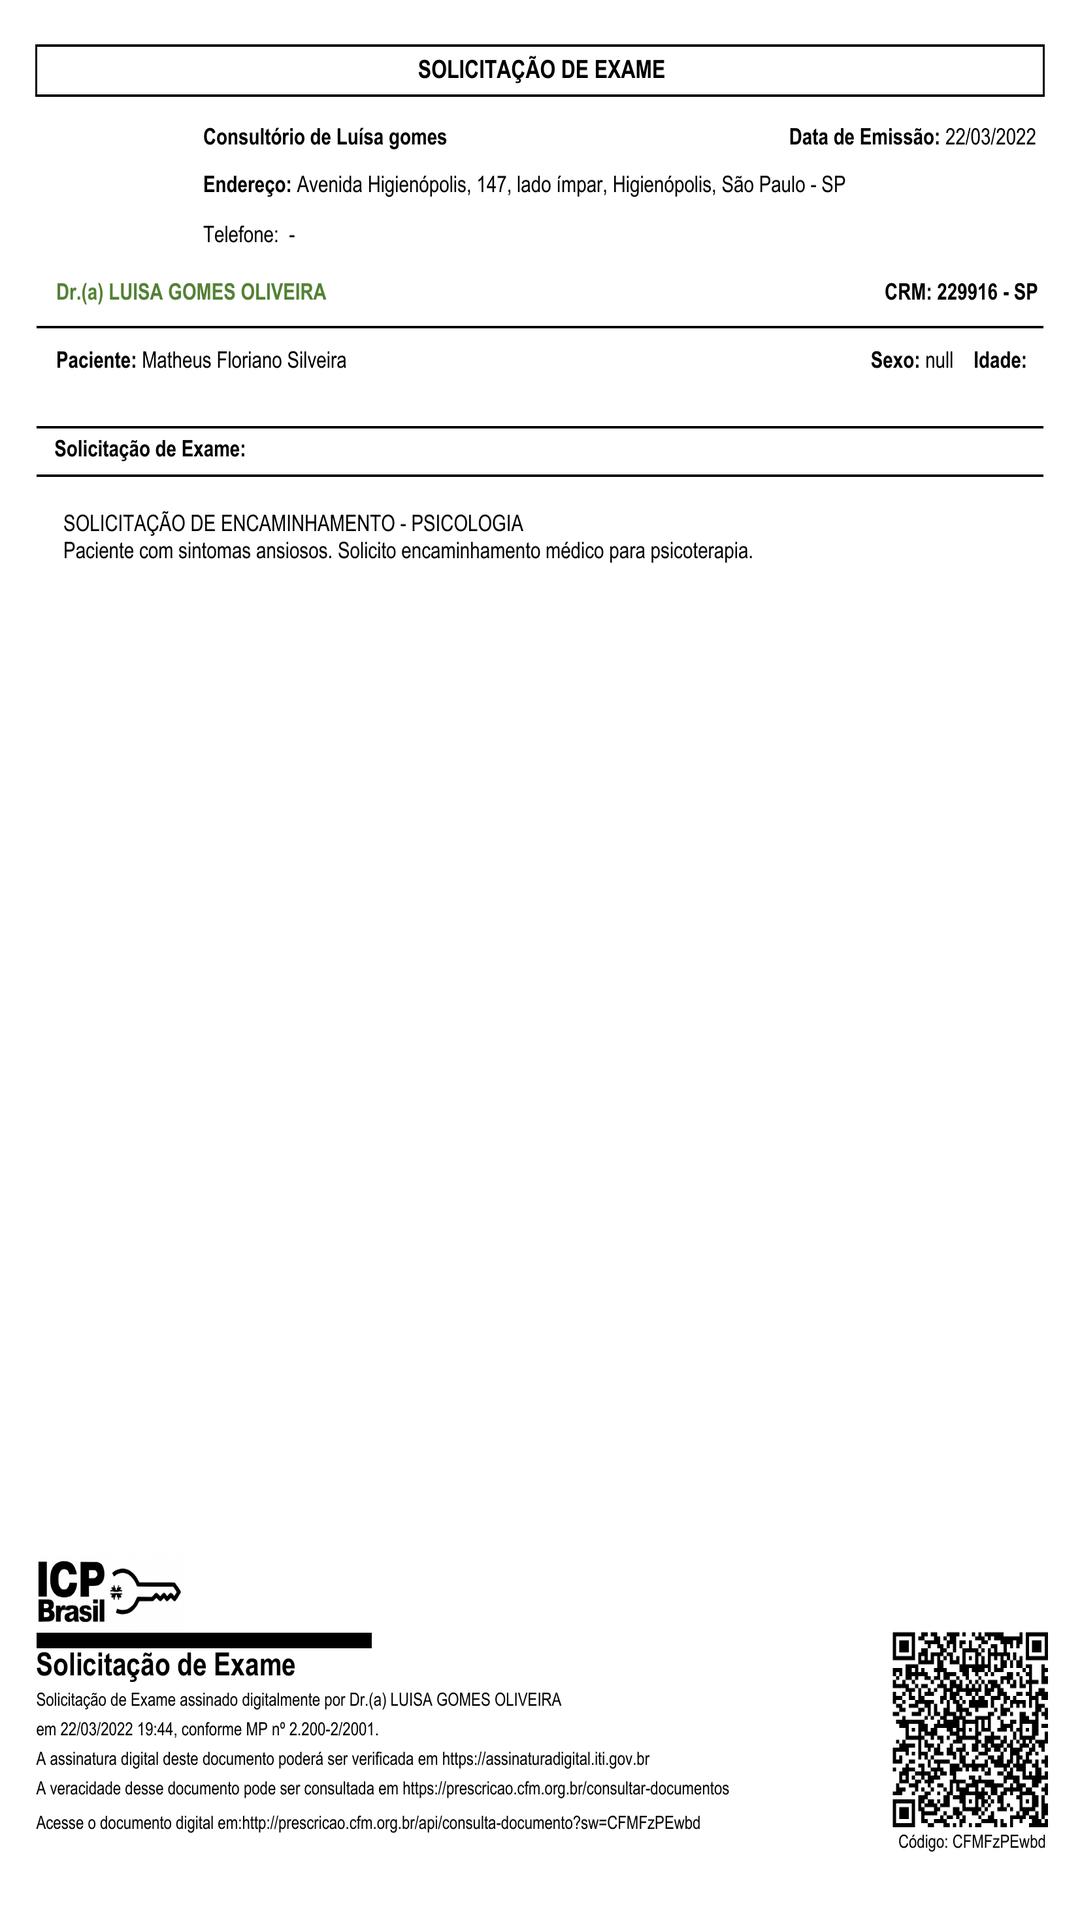 SOLICITAÇÃO DE EXAME
Consultório de Luísa gomes Data de Emissão: 22/03/2022
Endereço: Avenida Higienópolis, 147, lado ímpar, Higienópolis, São Paulo - SP
Telefone: -
Dr.(a) LUISA GOMES OLIVEIRA CRM: 229916 - SP
Paciente: Matheus Floriano Silveira Sexo: null Idade:
Solicitação de Exame:
SOLICITAÇÃO DE ENCAMINHAMENTO - PSICOLOGIA
Paciente com sintomas ansiosos. Solicito encaminhamento médico para psicoterapia.
ICP
Brasil
Solicitação de Exame
Solicitação de Exame assinado digitalmente por Dr.(a) LUISA GOMES OLIVEIRA
em 22/03/2022 19:44, conforme MP nº 2.200-2/2001.
A assinatura digital deste documento poderá ser verificada em https://assinaturadigital.iti.gov.br
A veracidade desse documento pode ser consultada em https://prescricao.cfm.org.br/consultar-documentos
Acesse o documento digital em:http://prescricao.cfm.org.br/api/consulta-documento?sw=CFMFzPEwbd
Código: CFMFzPEwbd